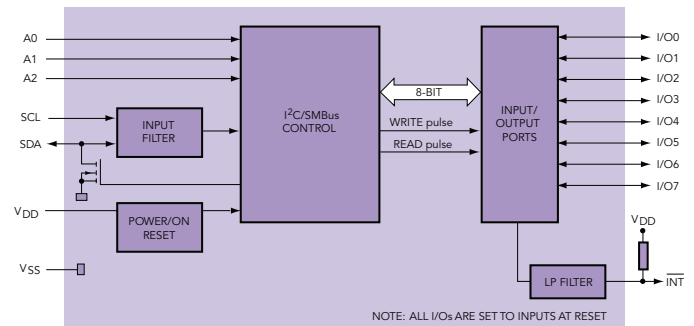 A0
A1
A2
SCL
SDA
VDD
VSS
INPUT
FILTER
POWER/ON
RESET
I²C/SMBus
CONTROL
8-BIT
WRITE pulse
READ pulse
INPUT/
OUTPUT
PORTS
I/O0
I/O1
I/O2
I/O3
I/O4
I/O5
I/O6
I/O7
VDD
LP FILTER
INT
NOTE: ALL I/Os ARE SET TO INPUTS AT RESET